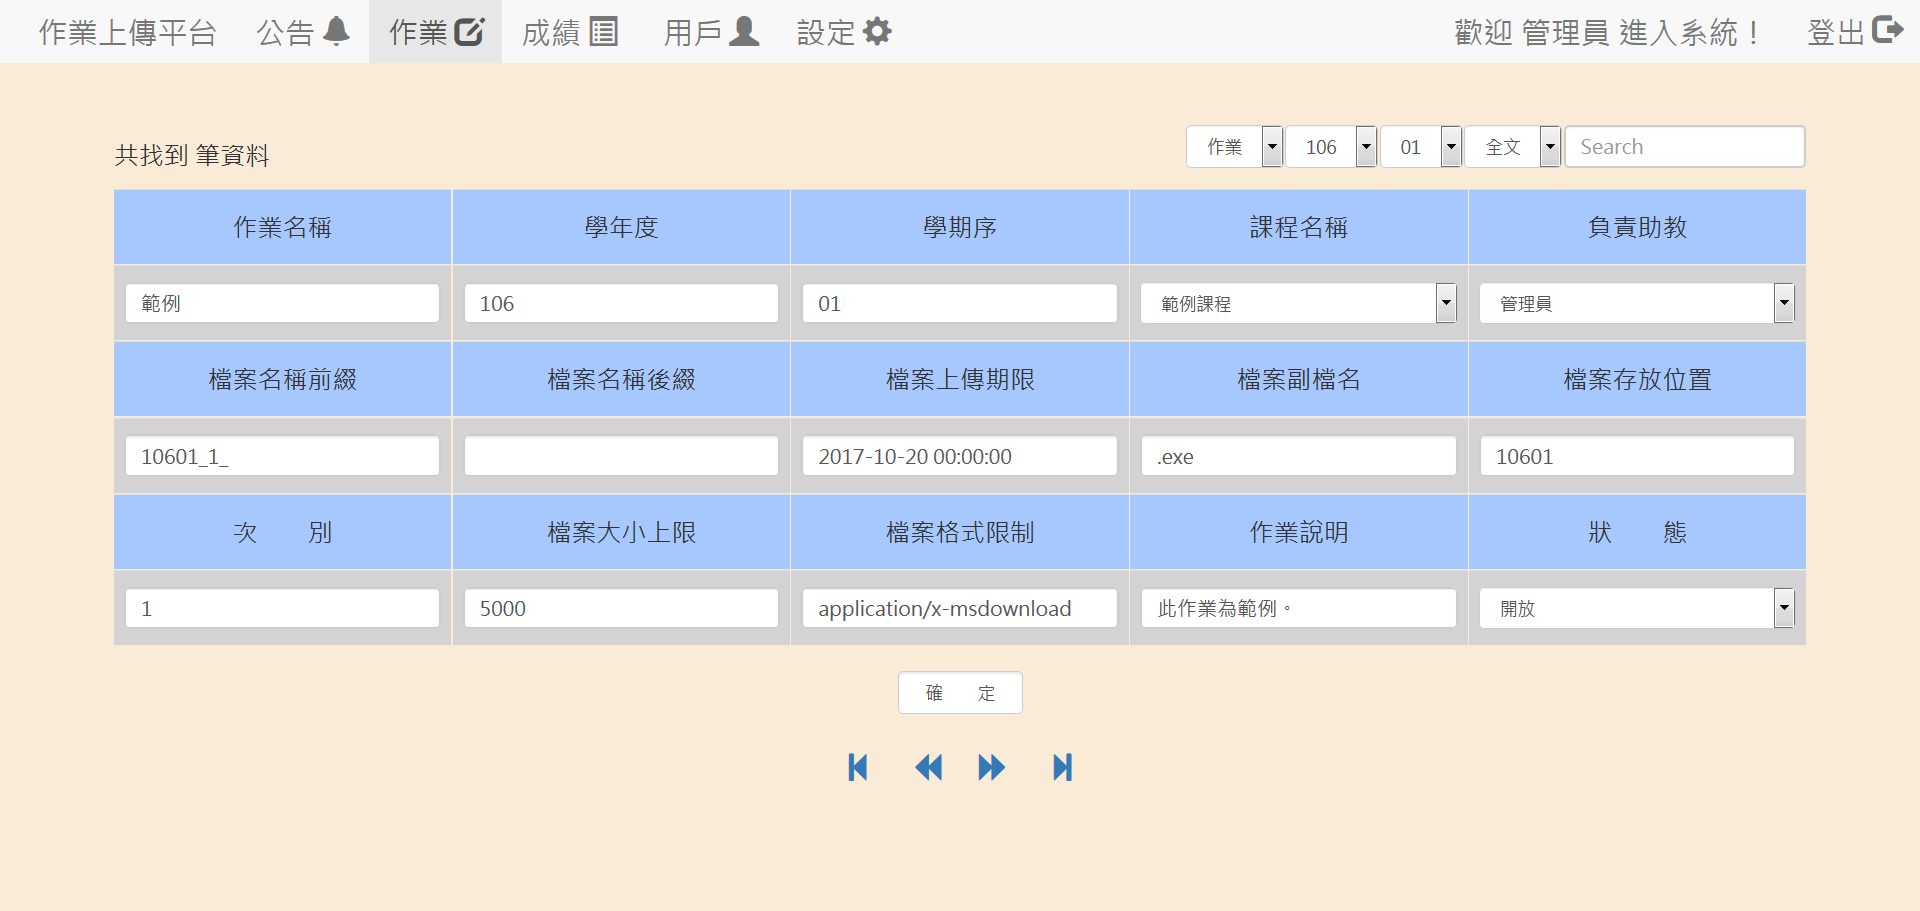 作業上傳平台 公告 作業 成績 用戶 設定 歡迎 管理員 進入系統！ 登出
共找到 筆資料 作業 106 01 全文 Search
作業名稱 學年度 學期序 課程名稱 負責助教
範例 106 01 範例課程 管理員
檔案名稱前綴 檔案名稱後綴 檔案上傳期限 檔案副檔名 檔案存放位置
10601_1_ 2017-10-20 00:00:00 .exe 10601
次　　別 檔案大小上限 檔案格式限制 作業說明 狀　　態
1 5000 application/x-msdownload 此作業為範例。 開放
確　　定